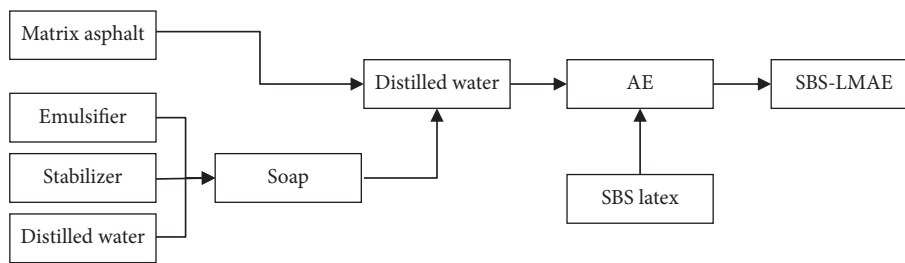 Matrix asphalt
Emulsifier
Stabilizer
Distilled water
Soap
Distilled water
AE
SBS latex
SBS-LMAE